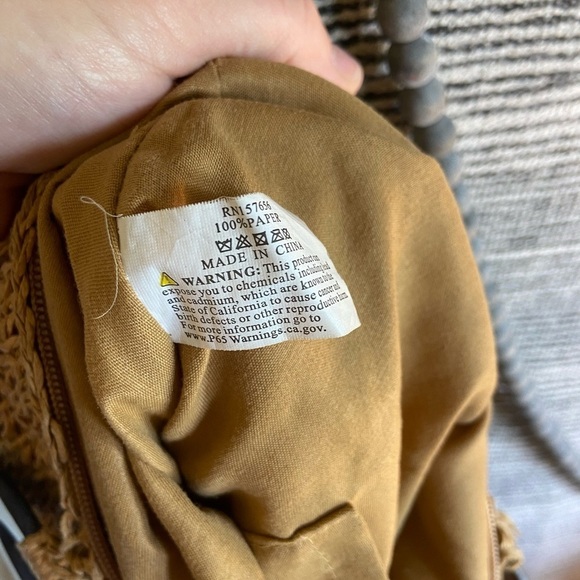 RN157656
100%PAPER
MADE IN CHINA
WARNING: This product can
expose you to chemicals including lead
and cadmium, which are known to the
State of California to cause cancer and
birth defects or other reproductive harm.
For more information go to
www.P65 Warnings.ca.gov.